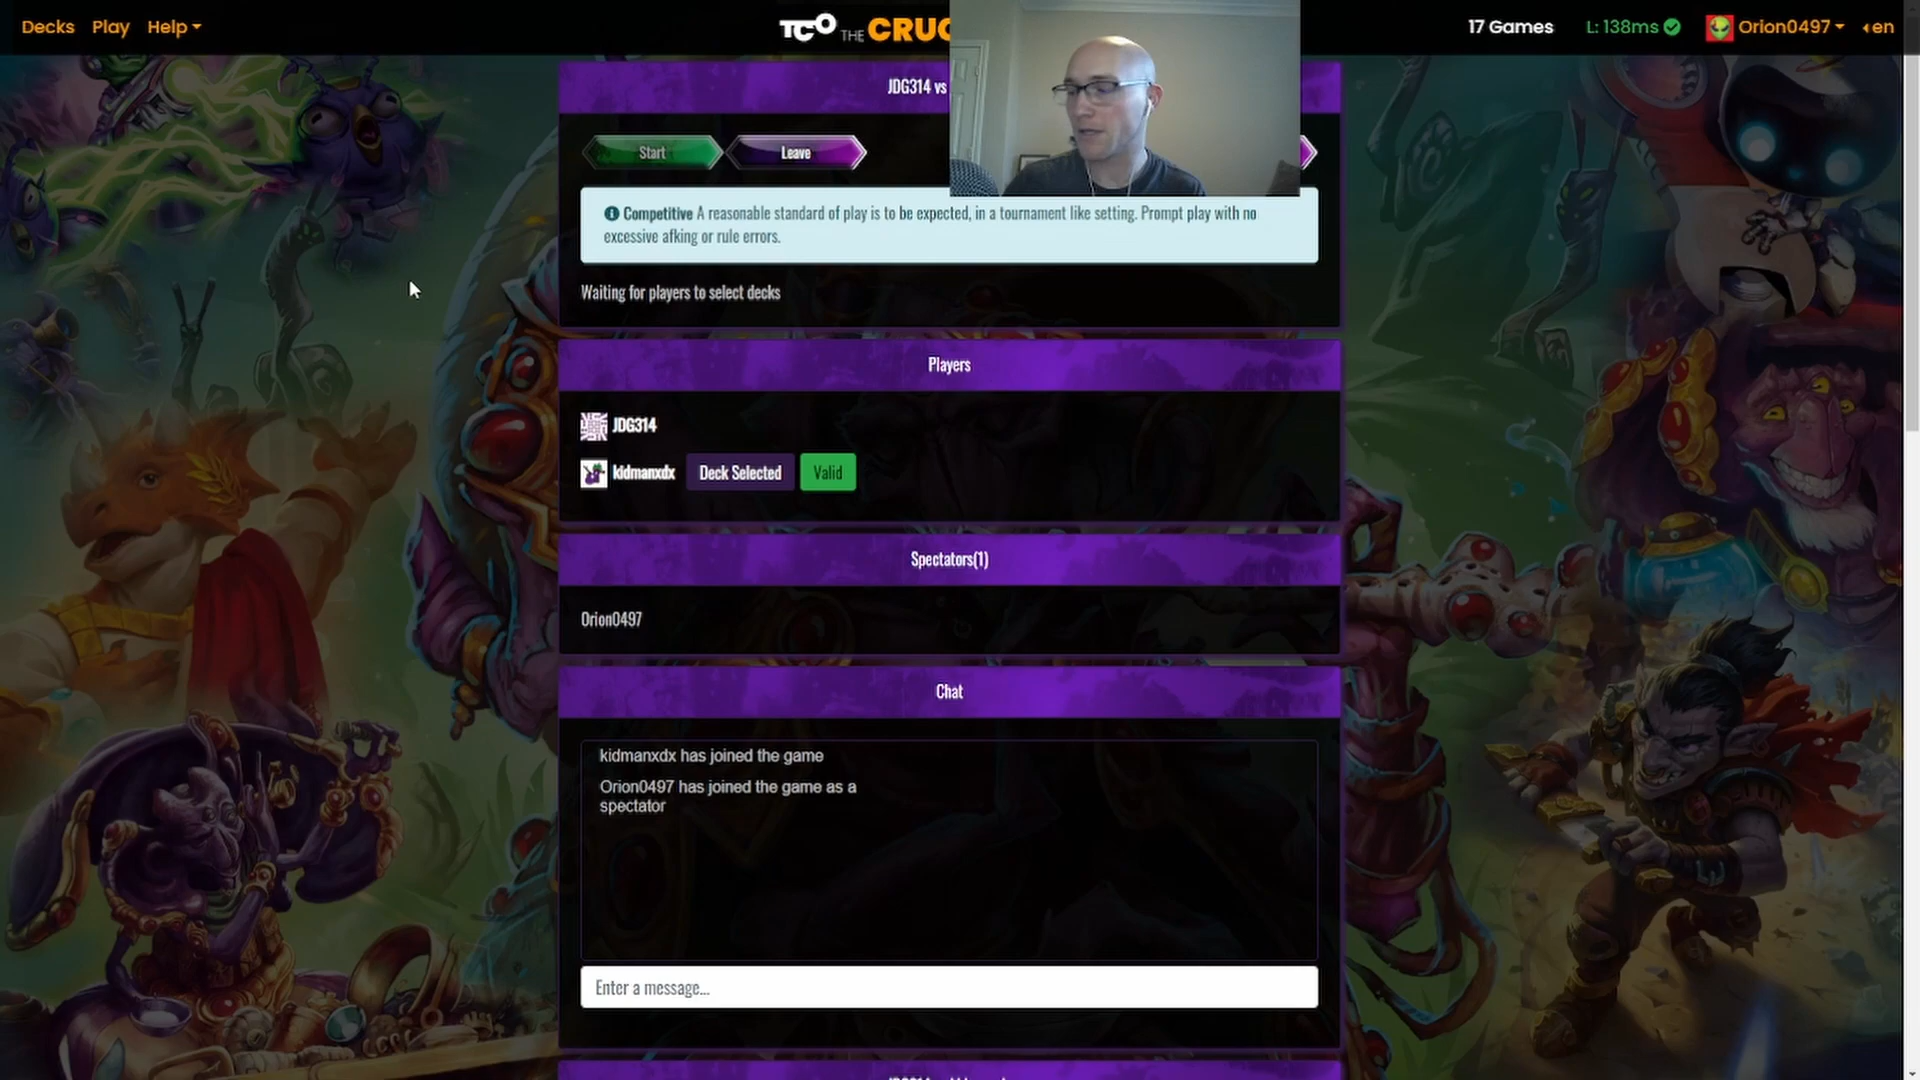 Decks Play Help
TCO THE CRUC
17 Games L: 138ms Orion0497 en
JDG314 vs
Start Leave
Competitive A reasonable standard of play is to be expected, in a tournament like setting. Prompt play with no
excessive afking or rule errors.
Waiting for players to select decks
Players
JDG314
kidmanxdx Deck Selected Valid
Spectators(1)
Orion0497
Chat
kidmanxdx has joined the game
Orion0497 has joined the game as a
spectator
Enter a message...